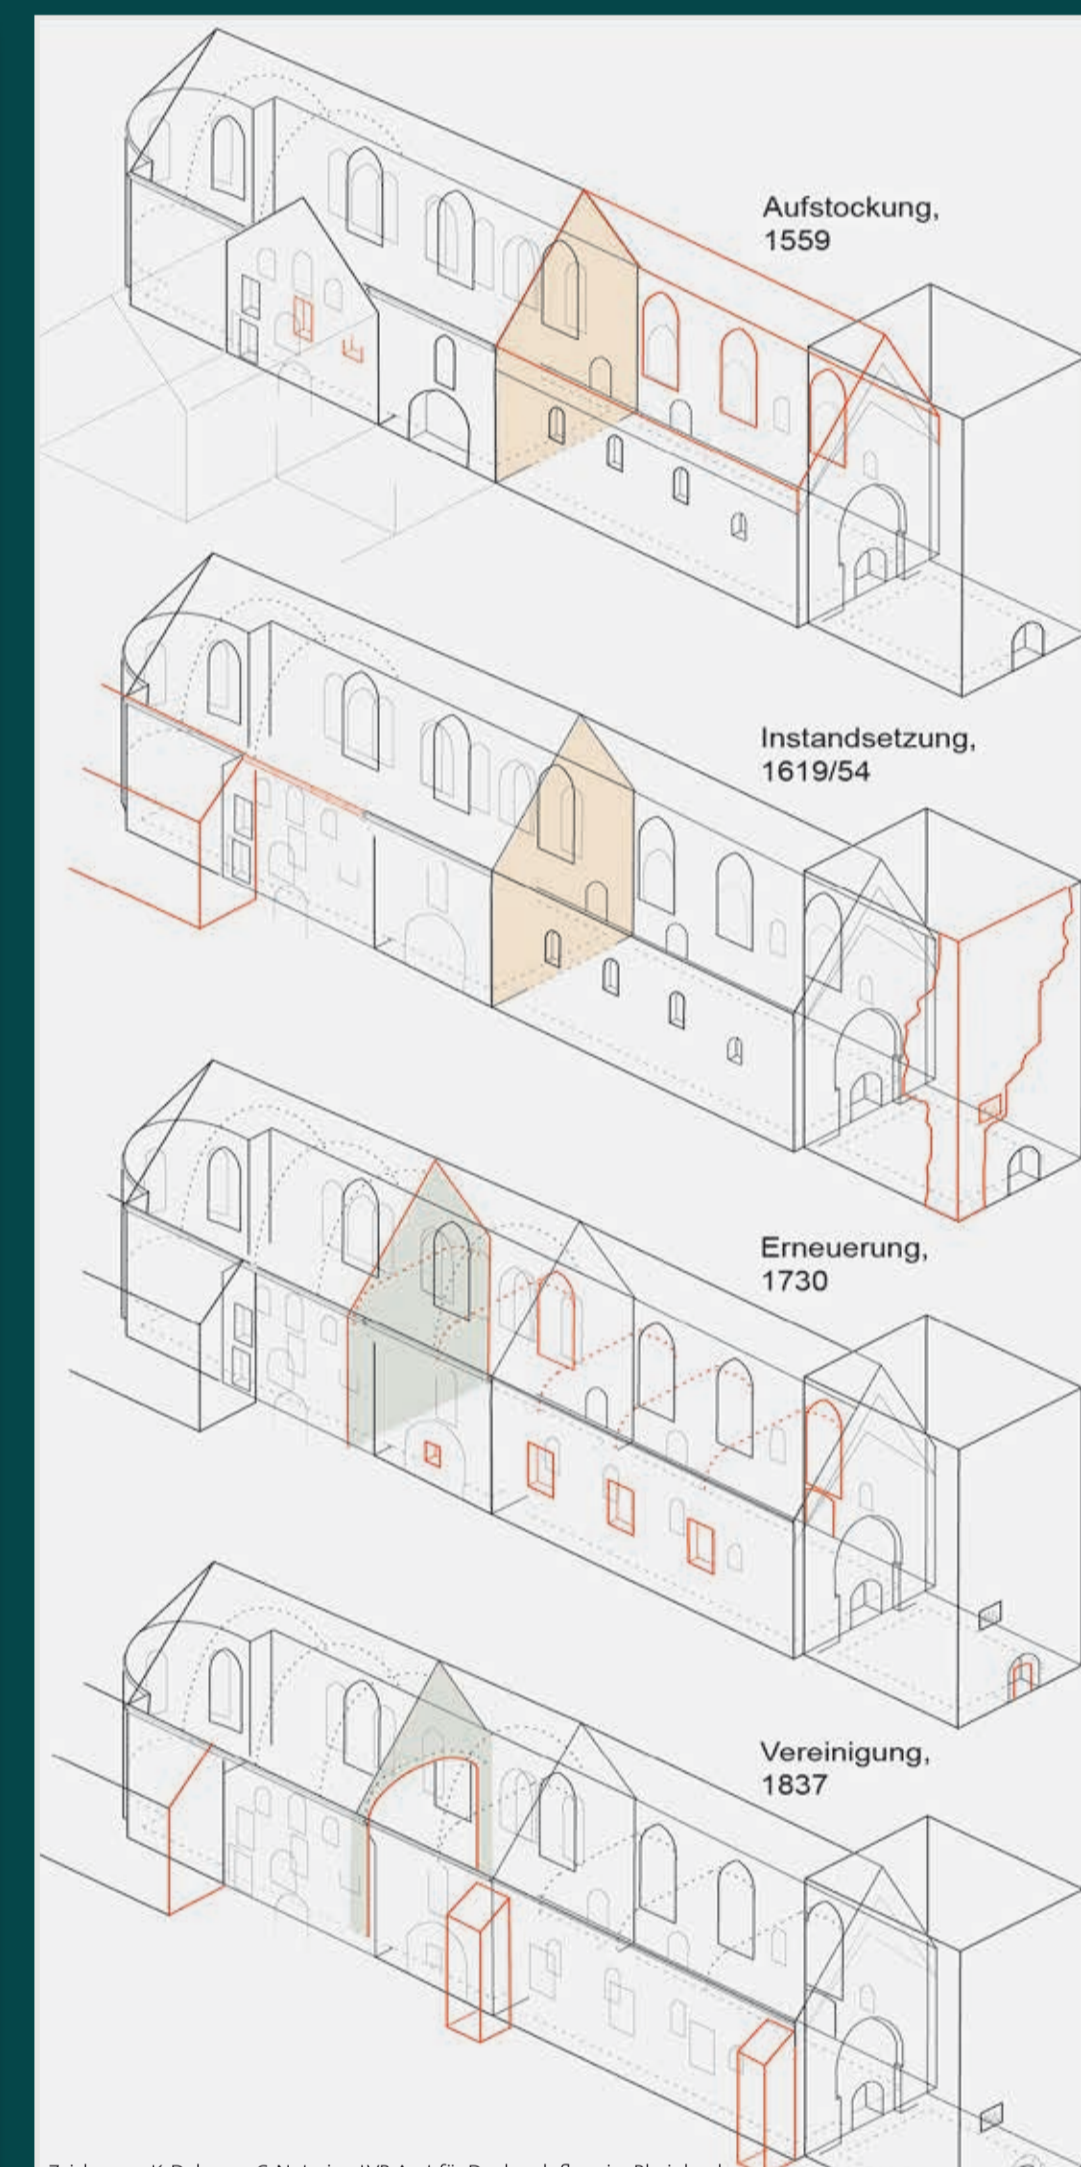 Aufstockung,
1559
Instandsetzung,
1619/54
Erneuerung,
1730
Vereinigung,
1837